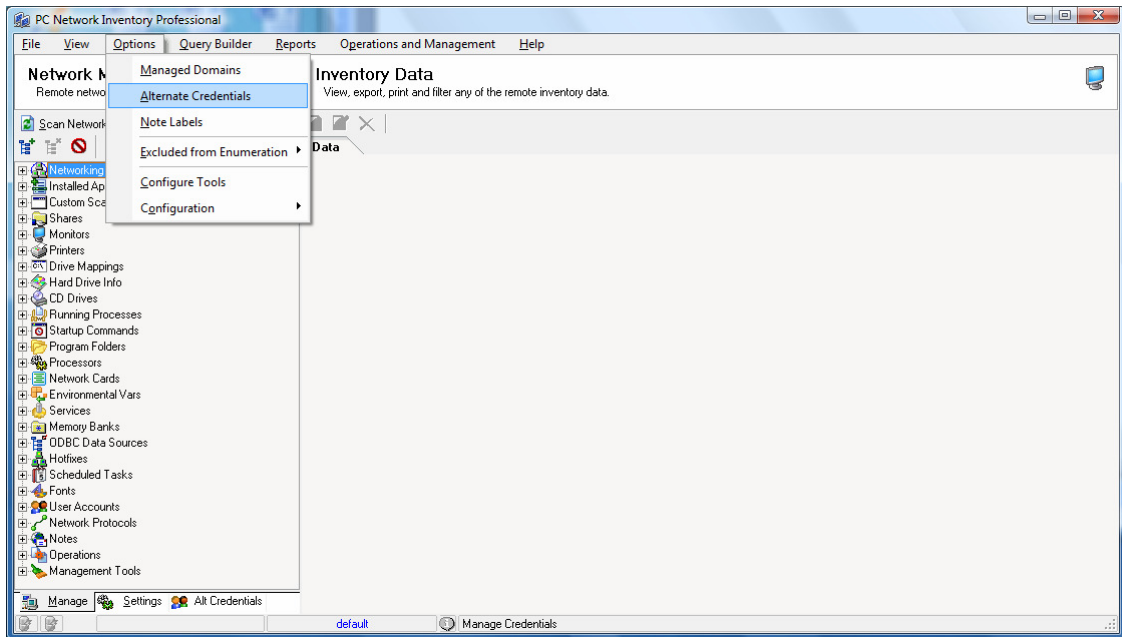 PC Network Inventory Professional
File View Options Query Builder Reports Operations and Management Help
Network M
Remote netwo
Inventory Data
View, export, print and filter any of the remote inventory data.
Managed Domains
Alternate Credentials
Note Labels
Excluded from Enumeration
Configure Tools
Configuration
Scan Network
Data
Networking
Installed Ap
Custom Sca
Shares
Monitors
Printers
Drive Mappings
Hard Drive Info
CD Drives
Running Processes
Startup Commands
Program Folders
Processors
Network Cards
Environmental Vars
Services
Memory Banks
ODBC Data Sources
Hotfixes
Scheduled Tasks
Fonts
User Accounts
Network Protocols
Notes
Operations
Management Tools
Manage Settings Alt Credentials
default Manage Credentials